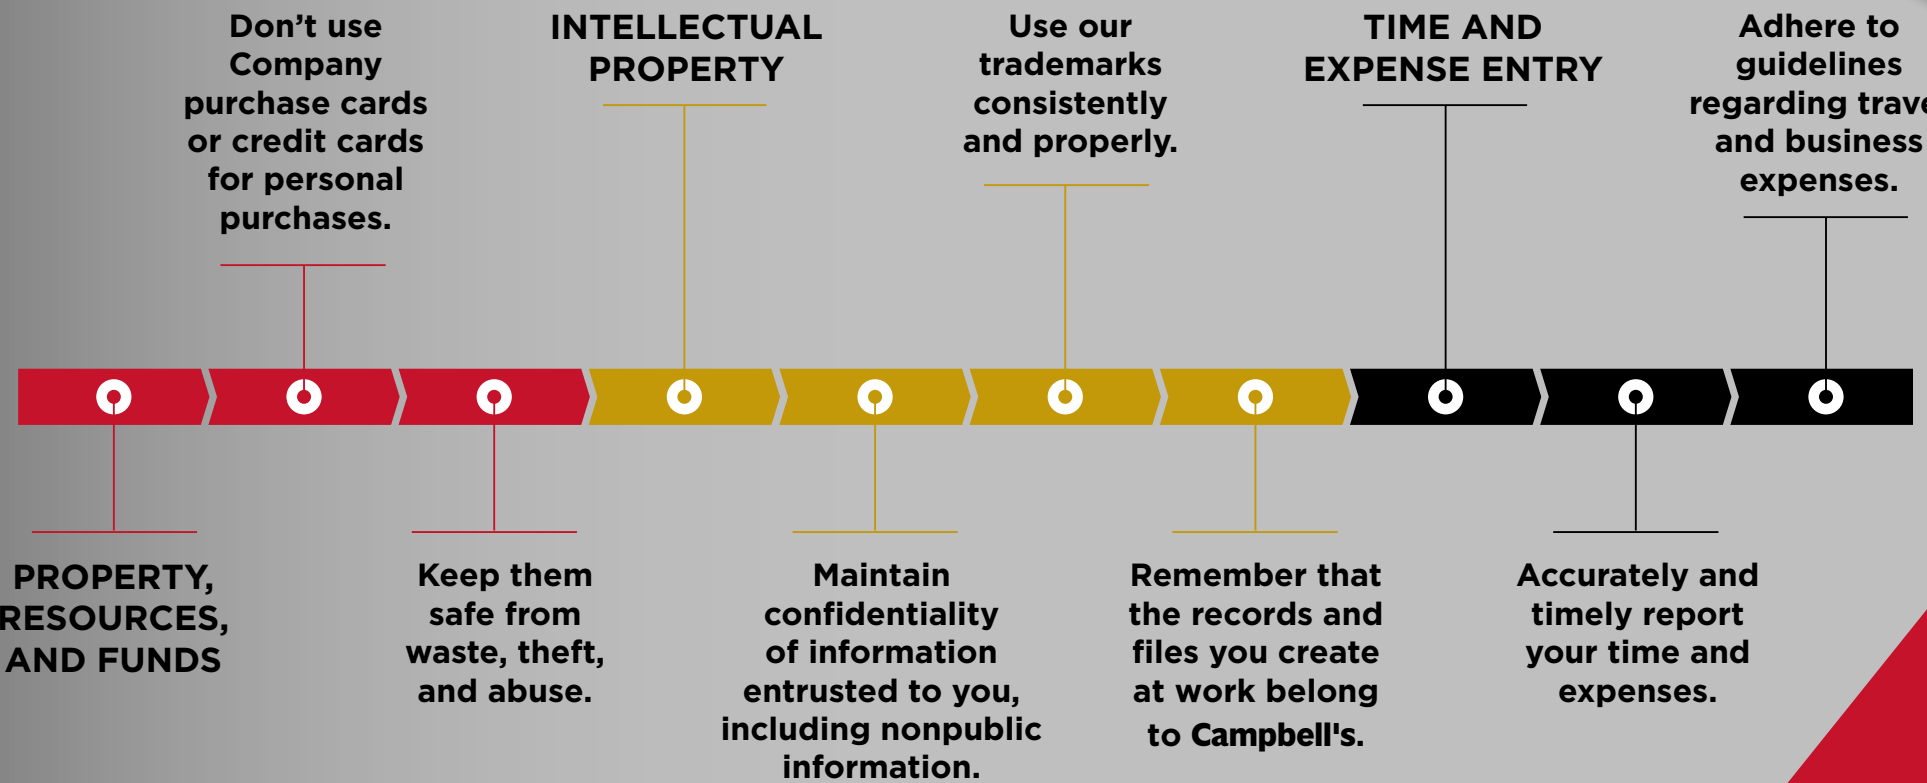 PROPERTY,
RESOURCES,
AND FUNDS
Don’t use
Company
purchase cards
or credit cards
for personal
purchases.
Keep them
safe from
waste, theft,
and abuse.
INTELLECTUAL
PROPERTY
Maintain
confidentiality
of information
entrusted to you,
including nonpublic
information.
Use our
trademarks
consistently
and properly.
Remember that
the records and
files you create
at work belong
to Campbell's.
TIME AND
EXPENSE ENTRY
Accurately and
timely report
your time and
expenses.
Adhere to
guidelines
regarding trave
and business
expenses.